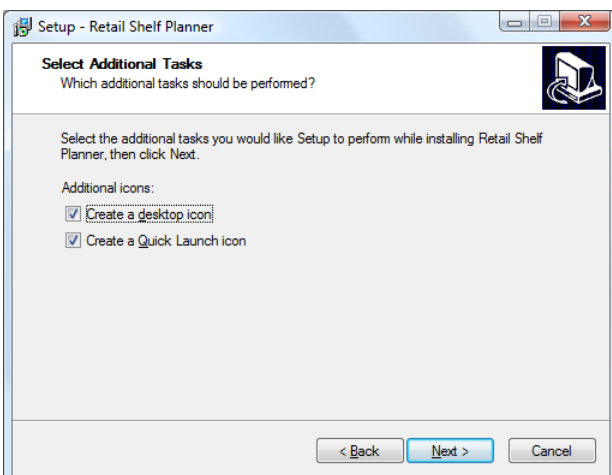 Setup - Retail Shelf Planner
Select Additional Tasks
Which additional tasks should be performed?
Select the additional tasks you would like Setup to perform while installing Retail Shelf
Planner, then click Next.
Additional icons:
Create a desktop icon
Create a Quick Launch icon
< Back Next > Cancel